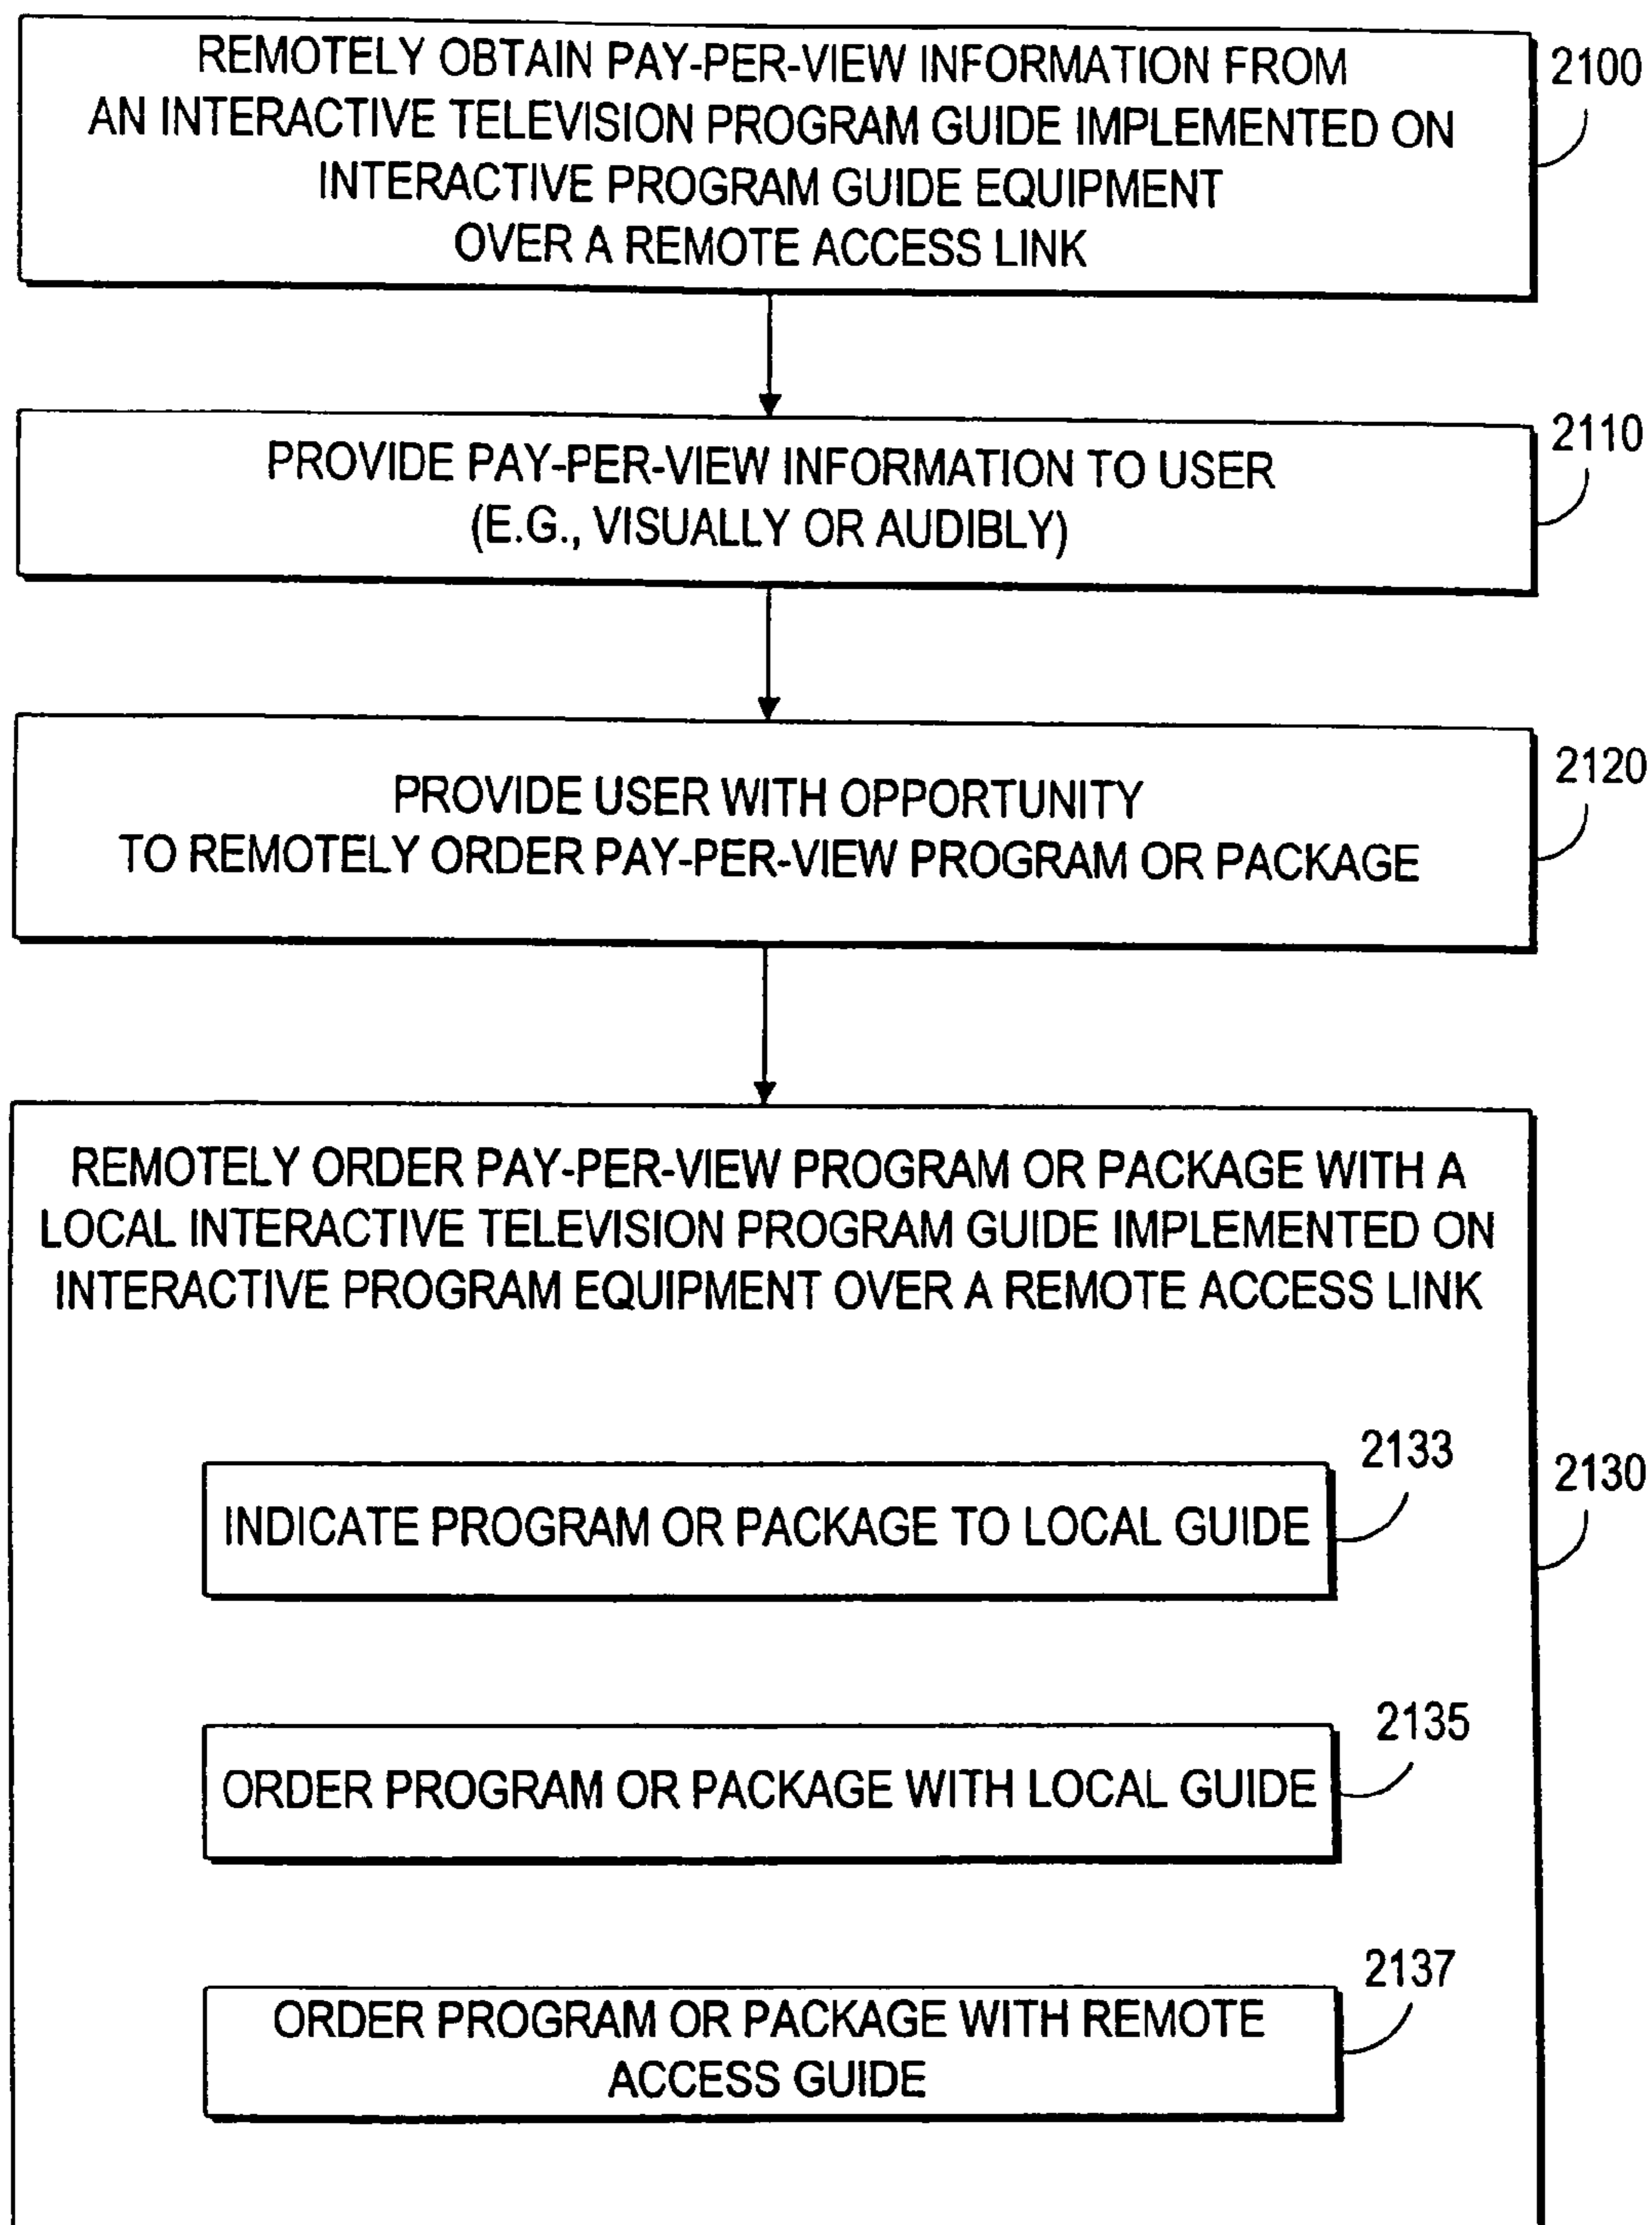 REMOTELY OBTAIN PAY-PER-VIEW INFORMATION FROM
AN INTERACTIVE TELEVISION PROGRAM GUIDE IMPLEMENTED ON
INTERACTIVE PROGRAM GUIDE EQUIPMENT
OVER A REMOTE ACCESS LINK
2100
PROVIDE PAY-PER-VIEW INFORMATION TO USER
(E.G., VISUALLY OR AUDIBLY)
2110
PROVIDE USER WITH OPPORTUNITY
TO REMOTELY ORDER PAY-PER-VIEW PROGRAM OR PACKAGE
2120
REMOTELY ORDER PAY-PER-VIEW PROGRAM OR PACKAGE WITH A
LOCAL INTERACTIVE TELEVISION PROGRAM GUIDE IMPLEMENTED ON
INTERACTIVE PROGRAM EQUIPMENT OVER A REMOTE ACCESS LINK
2130
2133
INDICATE PROGRAM OR PACKAGE TO LOCAL GUIDE
2135
ORDER PROGRAM OR PACKAGE WITH LOCAL GUIDE
2137
ORDER PROGRAM OR PACKAGE WITH REMOTE
ACCESS GUIDE